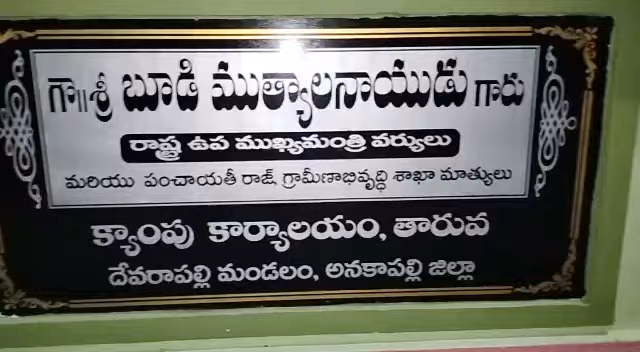 గౌ॥శ్రీ బూడి ముత్యాలనాయుడు గారు
రాష్ట్ర ఉప ముఖ్యమంత్రి వర్యులు
మరియు పంచాయతీ రాజ్, గ్రామీణాభివృద్ధి శాఖా మాత్యులు
క్యాంపు కార్యాలయం, తారువ
దేవరాపల్లి మండలం, అనకాపల్లి జిల్లా